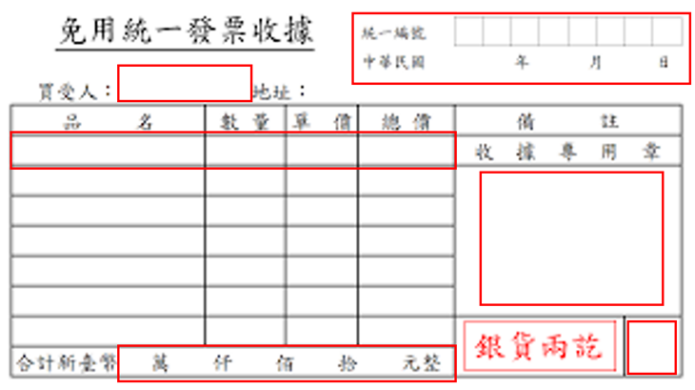 免用統一發票收據
統一編號
中華民國 年 月 日
買受人： 地址：
品 名 數 量 單 價 總 價 備 註
收 據 專 用 章
合計新臺幣 萬 仟 佰 拾 元整
銀貨兩訖